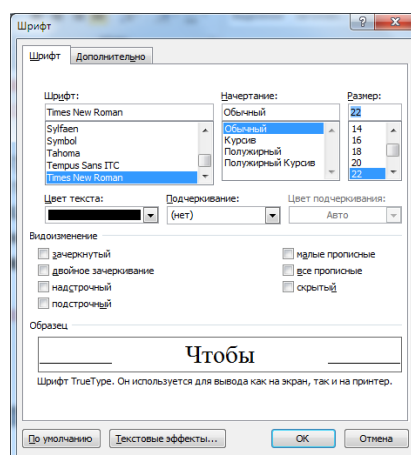 Шрифт
Шрифт Дополнительно
Шрифт: Начертание: Размер:
Times New Roman Обычный 22
Sylfaen Обычный 14
Symbol Курсив 16
Tahoma Полужирный 18
Tempus Sans ITC Полужирный Курсив 20
Times New Roman 22
Цвет текста: Подчеркивание: Цвет подчеркивания:
(нет) Авто
Видоизменение
зачеркнутый малые прописные
двойное зачеркивание все прописные
надстрочный скрытый
подстрочный
Образец
Чтобы
Шрифт TrueType. Он используется для вывода как на экран, так и на принтер.
По умолчанию Текстовые эффекты... ОК Отмена